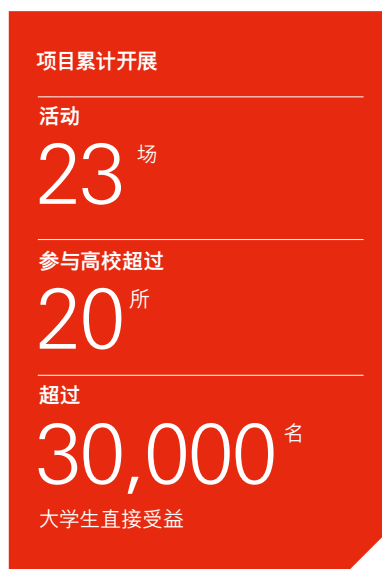 项目累计开展
活动
23 场
参与高校超过
20 所
超过
30,000 名
大学生直接受益